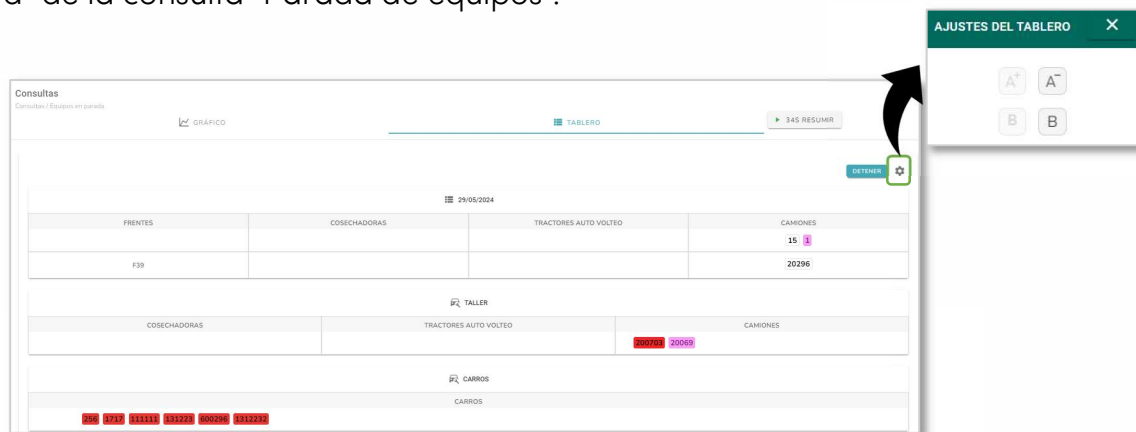 de la consulta "Parada de equipos".
AJUSTES DEL TABLERO
A+ A-
B B
Consultas
Consultas / Equipos en parada
GRÁFICO TABLERO 34S RESUMIR
DETENER
29/05/2024
FRENTES COSECHADORAS TRACTORES AUTO VOLTEO CAMIONES
15 1
F39 20296
TALLER
COSECHADORAS TRACTORES AUTO VOLTEO CAMIONES
200703 20069
CARROS
CARROS
256 1717 111111 131223 600296 1312232